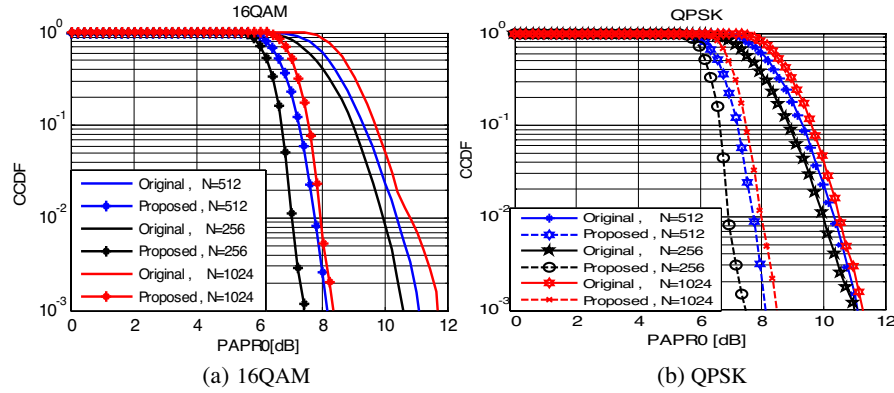 16QAM
10^0
10^-1
10^-2
10^-3
CCDF
Original , N=512
Proposed , N=512
Original , N=256
Proposed , N=256
Original , N=1024
Proposed , N=1024
0 2 4 6 8 10 12
PAPR0[dB]
(a) 16QAM
QPSK
10^0
10^-1
10^-2
10^-3
CCDF
Original , N=512
Proposed , N=512
Original , N=256
Proposed , N=256
Original , N=1024
Proposed , N=1024
0 2 4 6 8 10 12
PAPR0 [dB]
(b) QPSK